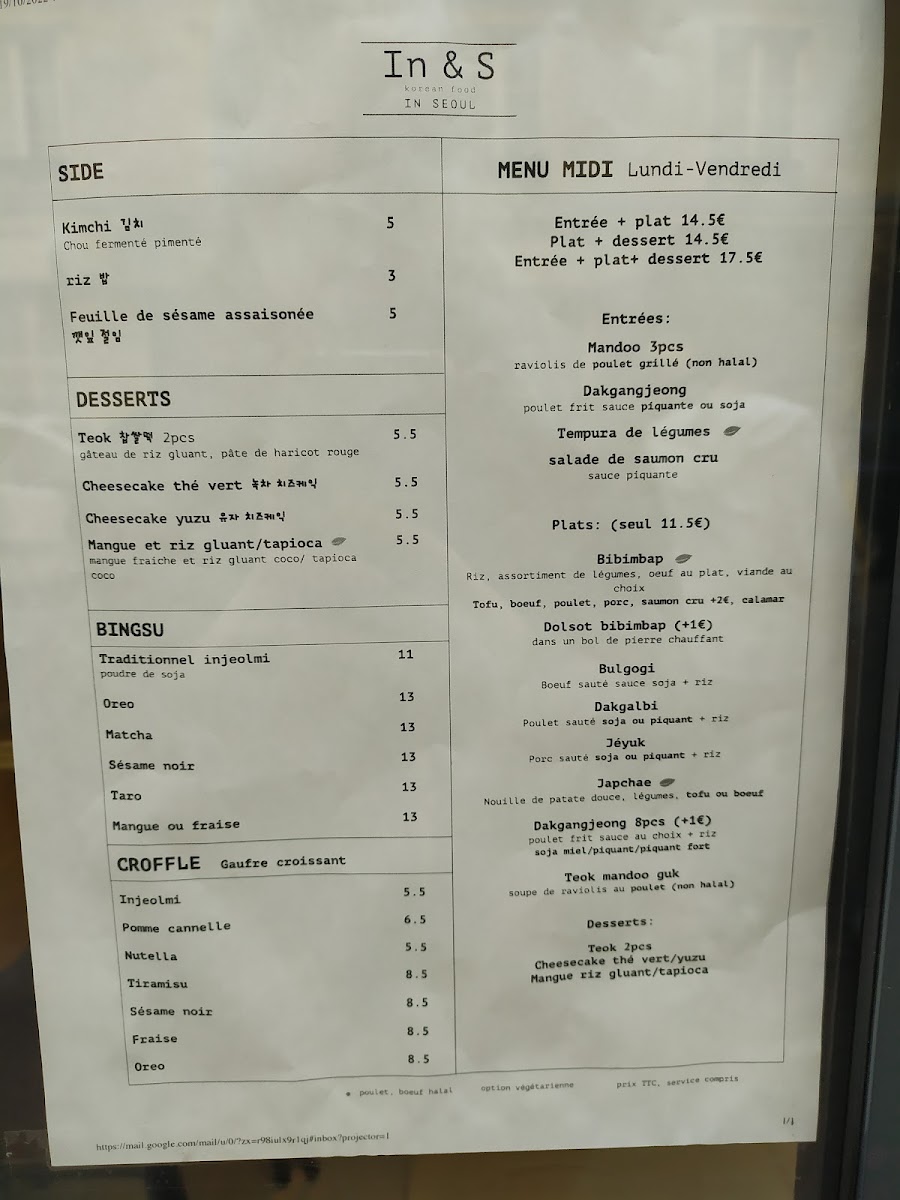 In & S
korean food
IN SEOUL
SIDE
Kimchi 김치 5
Chou fermenté pimenté
riz 밥 3
Feuille de sésame assaisonée 5
깻잎 절임
DESSERTS
Teok 찹쌀떡 2pcs 5.5
gâteau de riz gluant, pâte de haricot rouge
Cheesecake thé vert 녹차 치즈케익 5.5
Cheesecake yuzu 유자 치즈케익 5.5
Mangue et riz gluant/tapioca 5.5
mangue fraiche et riz gluant coco/ tapioca
coco
BINGSU
Traditionnel injeolmi 11
poudre de soja
Oreo 13
Matcha 13
Sésame noir 13
Taro 13
Mangue ou fraise 13
CROFFLE Gaufre croissant
Injeolmi 5.5
Pomme cannelle 6.5
Nutella 5.5
Tiramisu 8.5
Sésame noir 8.5
Fraise 8.5
Oreo 8.5
MENU MIDI Lundi-Vendredi
Entrée + plat 14.5€
Plat + dessert 14.5€
Entrée + plat+ dessert 17.5€
Entrées:
Mandoo 3pcs
raviolis de poulet grillé (non halal)
Dakgangjeong
poulet frit sauce piquante ou soja
Tempura de légumes
salade de saumon cru
sauce piquante
Plats: (seul 11.5€)
Bibimbap
Riz, assortiment de légumes, oeuf au plat, viande au
choix
Tofu, boeuf, poulet, porc, saumon cru +2€, calamar
Dolsot bibimbap (+1€)
dans un bol de pierre chauffant
Bulgogi
Boeuf sauté sauce soja + riz
Dakgalbi
Poulet sauté soja ou piquant + riz
Jéyuk
Porc sauté soja ou piquant + riz
Japchae
Nouille de patate douce, légumes, tofu ou boeuf
Dakgangjeong 8pcs (+1€)
poulet frit sauce au choix + riz
soja miel/piquant/piquant fort
Teok mandoo guk
soupe de raviolis au poulet (non halal)
Desserts:
Teok 2pcs
Cheesecake thé vert/yuzu
Mangue riz gluant/tapioca
* poulet, boeuf halal option végétarienne prix TTC, service compris
1/1